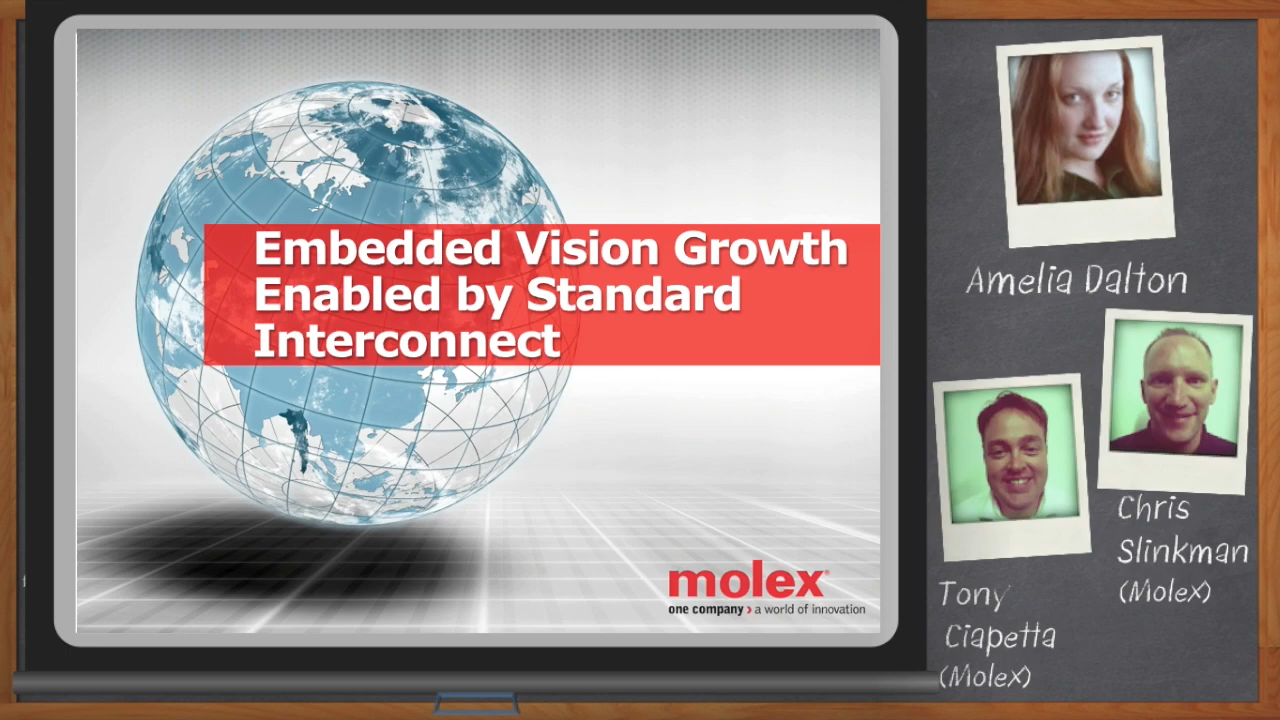 Embedded Vision Growth
Enabled by Standard
Interconnect
molex®
one company › a world of innovation
Amelia Dalton
Chris
Slinkman
(Molex)
Tony
Ciapetta
(Molex)